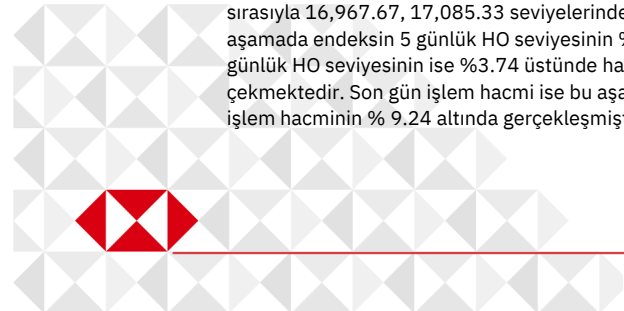 sırasıyla 16,967.67, 17,085.33 seviyelerinde
aşamada endeksin 5 günlük HO seviyesinin %
günlük HO seviyesinin ise %3.74 üstünde ha
çekmektedir. Son gün işlem hacmi ise bu aşa
işlem hacminin % 9.24 altında gerçekleşmiş